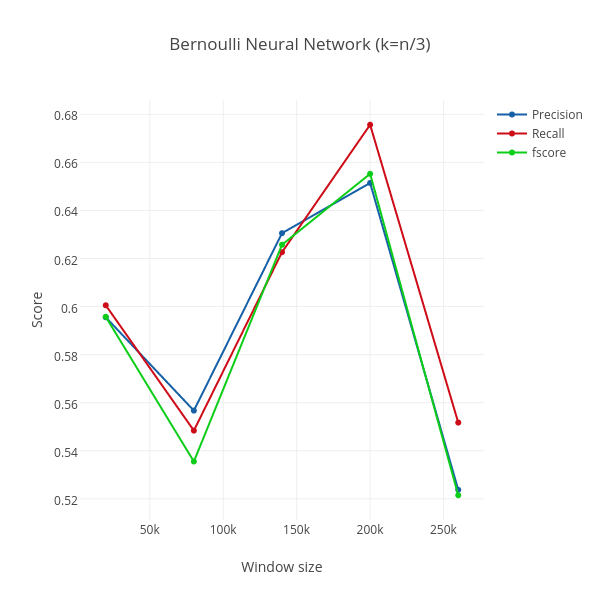 Bernoulli Neural Network (k=n/3)
Precision
Recall
fscore
Score
0.68
0.66
0.64
0.62
0.6
0.58
0.56
0.54
0.52
50k 100k 150k 200k 250k
Window size